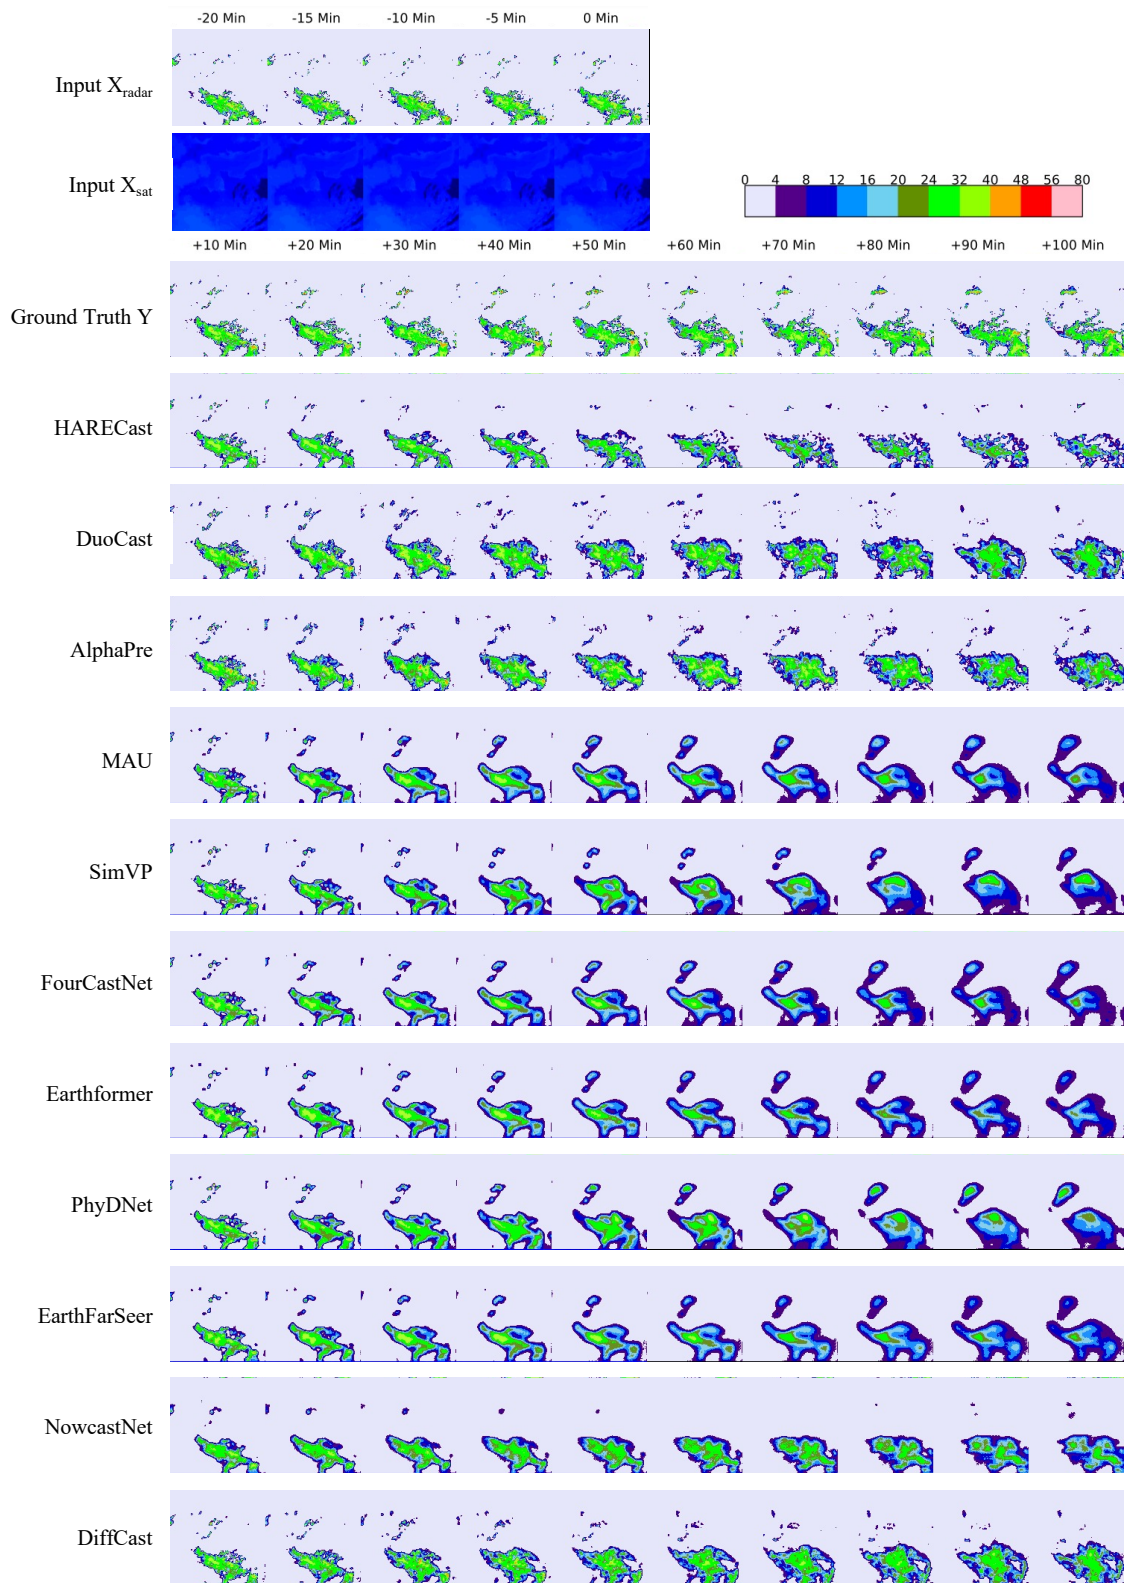 -20 Min -15 Min -10 Min -5 Min 0 Min
Input X_radar
Input X_sat
0 4 8 12 16 20 24 32 40 48 56 80
+10 Min +20 Min +30 Min +40 Min +50 Min +60 Min +70 Min +80 Min +90 Min +100 Min
Ground Truth Y
HARECast
DuoCast
AlphaPre
MAU
SimVP
FourCastNet
Earthformer
PhyDNet
EarthFarSeer
NowcastNet
DiffCast